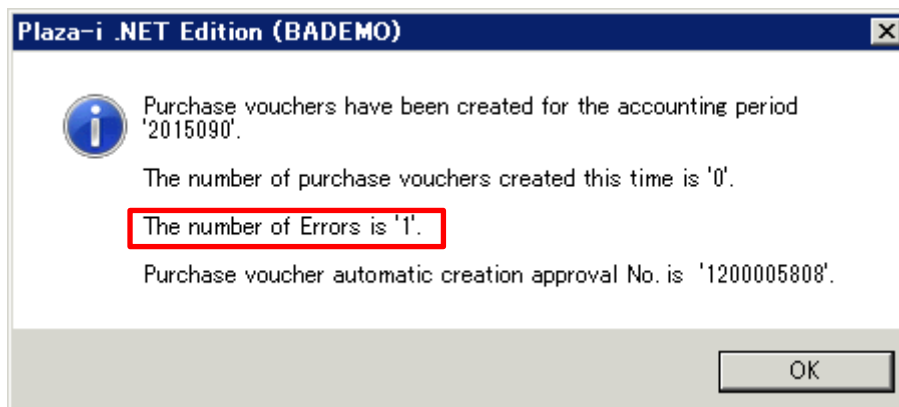 Plaza-i .NET Edition (BADEMO)
Purchase vouchers have been created for the accounting period
'2015090'.
The number of purchase vouchers created this time is '0'.
The number of Errors is '1'.
Purchase voucher automatic creation approval No. is '1200005808'.
OK